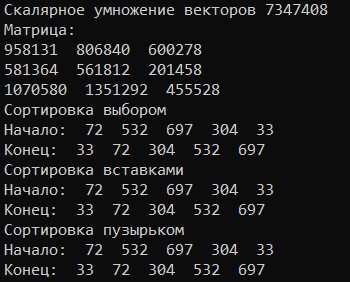 Скалярное умножение векторов 7347408
Матрица:
958131  806840  600278
581364  561812  201458
1070580  1351292  455528
Сортировка выбором
Начало:  72  532  697  304  33
Конец:  33  72  304  532  697
Сортировка вставками
Начало:  72  532  697  304  33
Конец:  33  72  304  532  697
Сортировка пузырьком
Начало:  72  532  697  304  33
Конец:  33  72  304  532  697